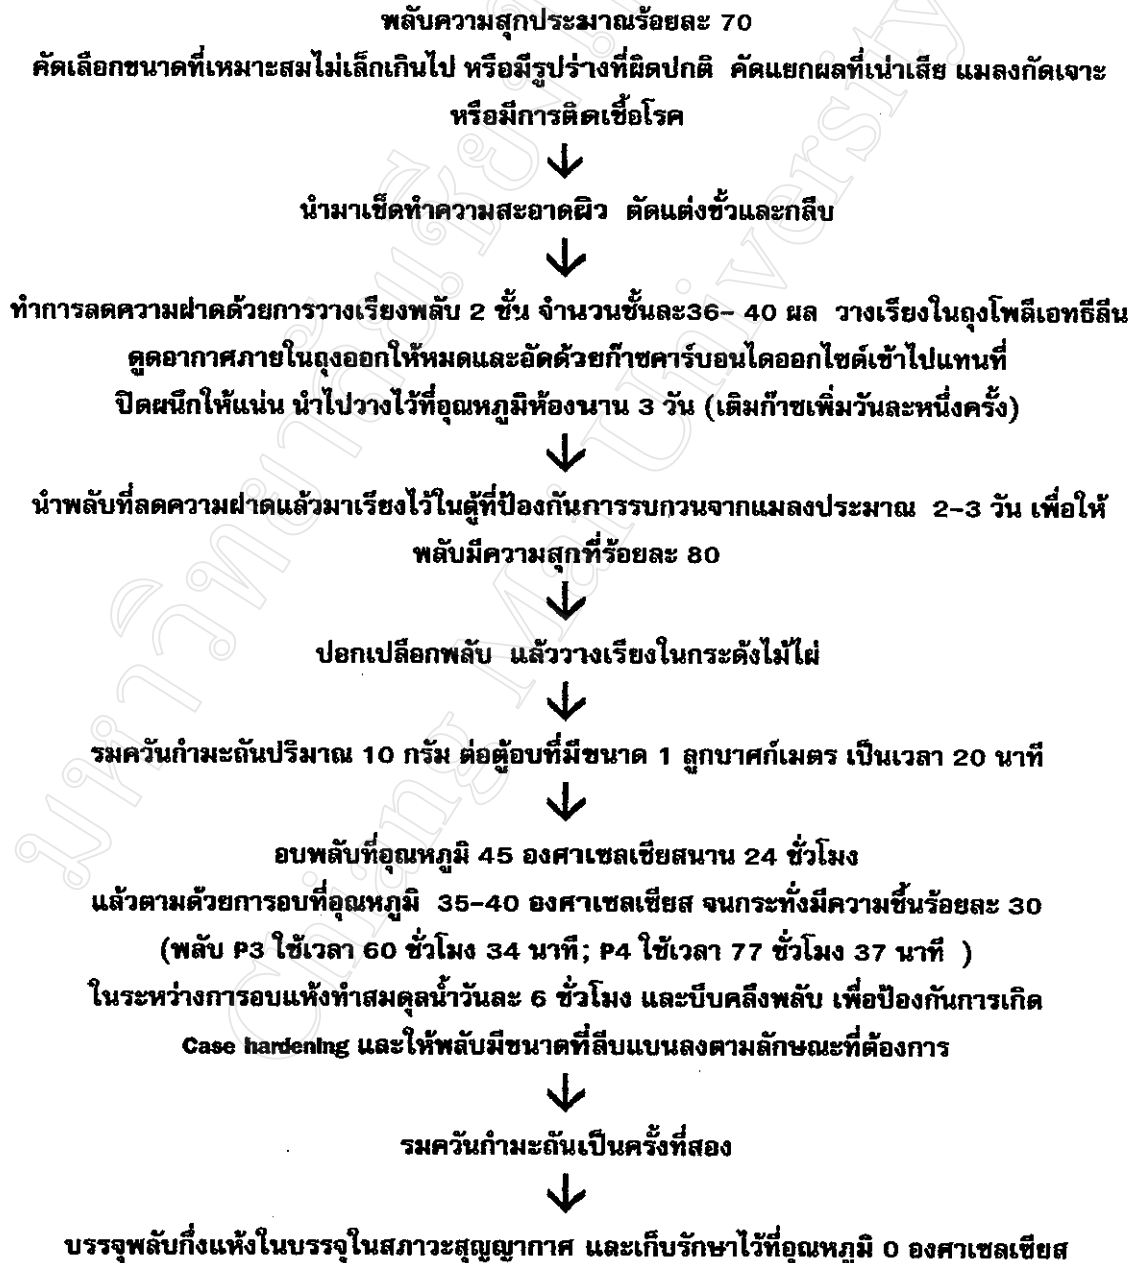 พลับความสุกประมาณร้อยละ 70
คัดเลือกขนาดที่เหมาะสมไม่เล็กเกินไป หรือมีรูปร่างที่ผิดปกติ คัดแยกผลที่เน่าเสีย แมลงกัดเจาะ
หรือมีการติดเชื้อโรค
↓
นำมาเช็ดทำความสะอาดผิว ตัดแต่งขั้วและกลีบ
↓
ทำการลดความฝาดด้วยการวางเรียงพลับ 2 ชั้น จำนวนชั้นละ36– 40 ผล วางเรียงในถุงโพลีเอทธีลีน
ดูดอากาศภายในถุงออกให้หมดและอัดด้วยก๊าซคาร์บอนไดออกไซด์เข้าไปแทนที่
ปิดผนึกให้แน่น นำไปวางไว้ที่อุณหภูมิห้องนาน 3 วัน (เติมก๊าซเพิ่มวันละหนึ่งครั้ง)
↓
นำพลับที่ลดความฝาดแล้วมาเรียงไว้ในตู้ที่ป้องกันการรบกวนจากแมลงประมาณ 2–3 วัน เพื่อให้
พลับมีความสุกที่ร้อยละ 80
↓
ปอกเปลือกพลับ แล้ววางเรียงในกระด้งไม้ไผ่
↓
รมควันกำมะถันปริมาณ 10 กรัม ต่อตู้อบที่มีขนาด 1 ลูกบาศก์เมตร เป็นเวลา 20 นาที
↓
อบพลับที่อุณหภูมิ 45 องศาเซลเซียสนาน 24 ชั่วโมง
แล้วตามด้วยการอบที่อุณหภูมิ 35–40 องศาเซลเซียส จนกระทั่งมีความชื้นร้อยละ 30
(พลับ P3 ใช้เวลา 60 ชั่วโมง 34 นาที; P4 ใช้เวลา 77 ชั่วโมง 37 นาที )
ในระหว่างการอบแห้งทำสมดุลน้ำวันละ 6 ชั่วโมง และบีบคลึงพลับ เพื่อป้องกันการเกิด
Case hardening และให้พลับมีขนาดที่ลีบแบนลงตามลักษณะที่ต้องการ
↓
รมควันกำมะถันเป็นครั้งที่สอง
↓
บรรจุพลับกึ่งแห้งในบรรจุในสภาวะสุญญากาศ และเก็บรักษาไว้ที่อุณหภูมิ 0 องศาเซลเซียส
Chiang Mai University